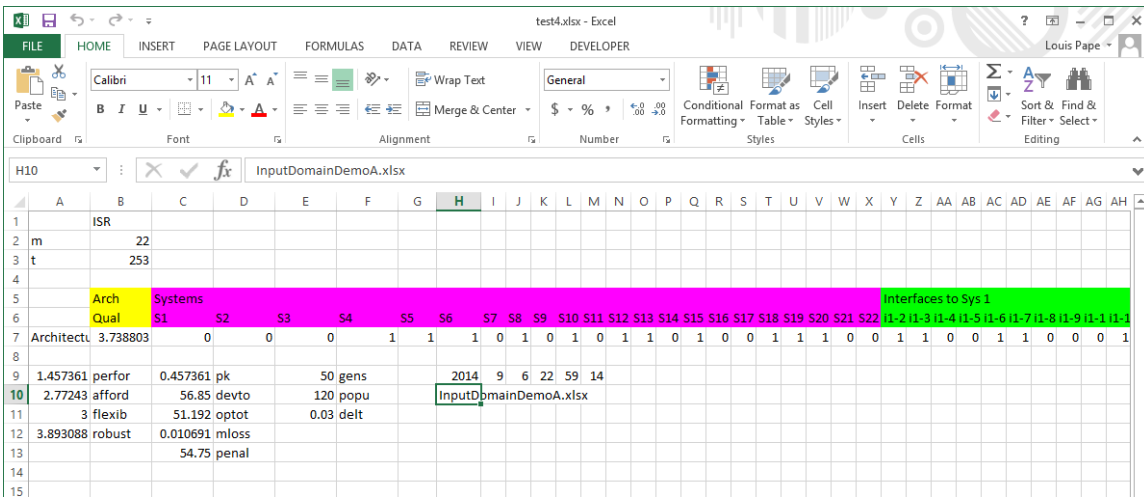 test4.xlsx - Excel
FILE HOME INSERT PAGE LAYOUT FORMULAS DATA REVIEW VIEW DEVELOPER Louis Pape
Calibri 11 Wrap Text General
Paste B I U Merge & Center $ % , Conditional Formatting Format as Table Cell Styles Insert Delete Format Sort & Filter Find & Select
Clipboard Font Alignment Number Styles Cells Editing
H10 fx InputDomainDemoA.xlsx
A B C D E F G H I J K L M N O P Q R S T U V W X Y Z AA AB AC AD AE AF AG AH
1 ISR
2 m 22
3 t 253
4
5 Arch Systems Interfaces to Sys 1
6 Qual S1 S2 S3 S4 S5 S6 S7 S8 S9 S10 S11 S12 S13 S14 S15 S16 S17 S18 S19 S20 S21 S22 i1-2 i1-3 i1-4 i1-5 i1-6 i1-7 i1-8 i1-9 i1-1 i1-1
7 Architectu 3.738803 0 0 0 1 1 1 0 1 0 1 0 1 1 0 1 0 0 1 1 1 0 0 1 1 0 0 1 1 0 0 0 1
8
9 1.457361 perfor 0.457361 pk 50 gens 2014 9 6 22 59 14
10 2.77243 afford 56.85 devto 120 popu InputDomainDemoA.xlsx
11 3 flexib 51.192 optot 0.03 delt
12 3.893088 robust 0.010691 mloss
13 54.75 penal
14
15